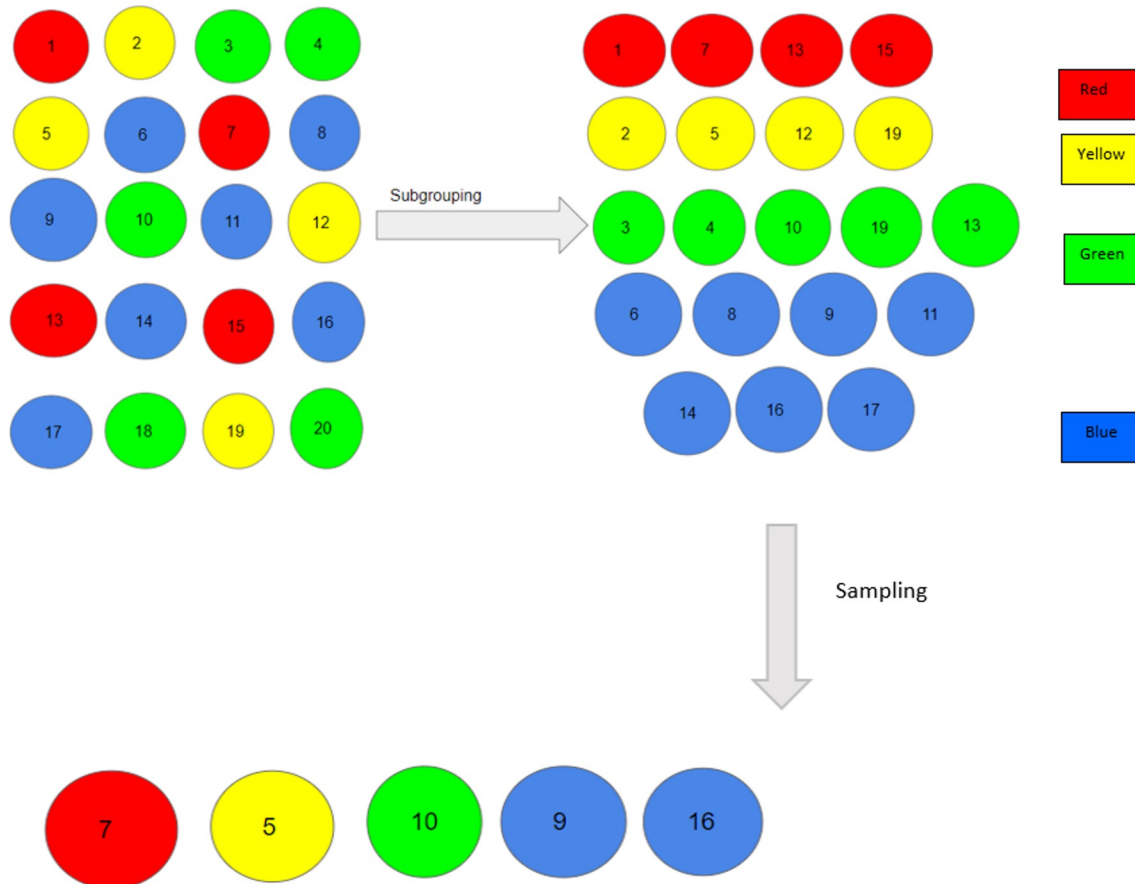 1 2 3 4
5 6 7 8
9 10 11 12
13 14 15 16
17 18 19 20
Subgrouping
1 7 13 15
2 5 12 19
3 4 10 19 13
6 8 9 11
14 16 17
Red
Yellow
Green
Blue
Sampling
7 5 10 9 16